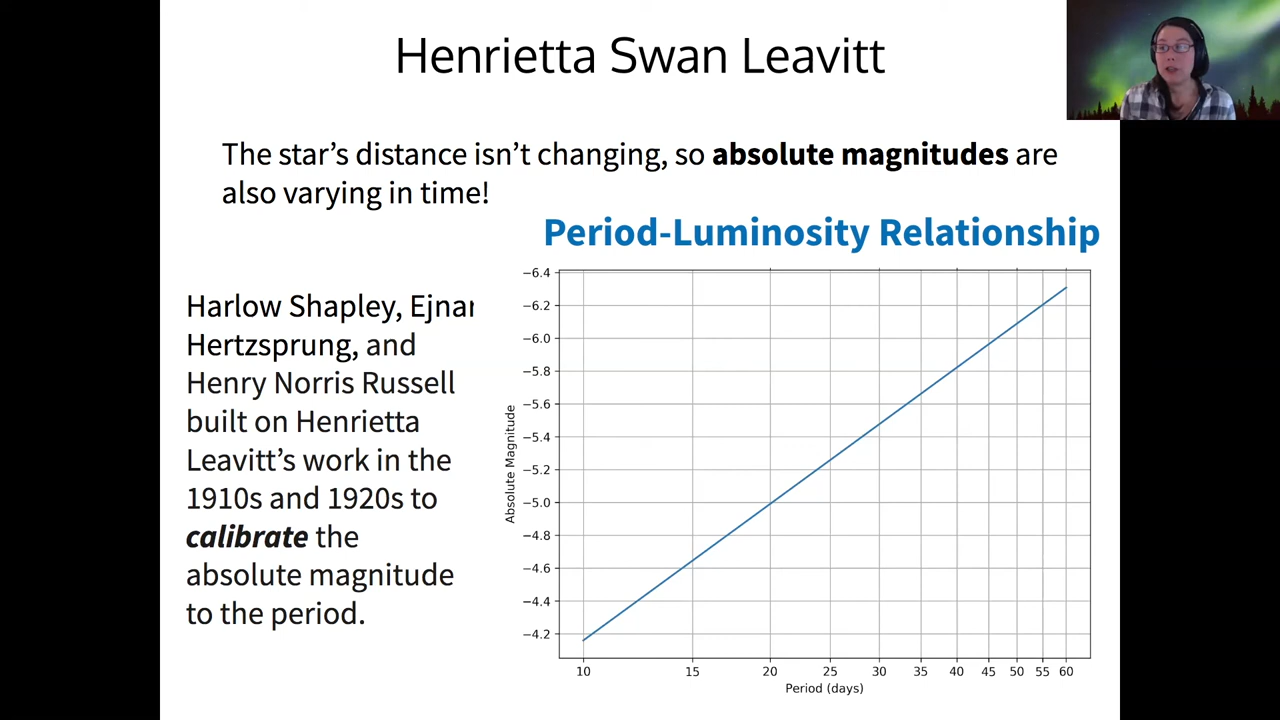 Henrietta Swan Leavitt
The star's distance isn't changing, so absolute magnitudes are
also varying in time!
Period-Luminosity Relationship
Harlow Shapley, Ejnar
Hertzsprung, and
Henry Norris Russell
built on Henrietta
Leavitt's work in the
1910s and 1920s to
calibrate the
absolute magnitude
to the period.
Absolute Magnitude
−6.4
−6.2
−6.0
−5.8
−5.6
−5.4
−5.2
−5.0
−4.8
−4.6
−4.4
−4.2
10 15 20 25 30 35 40 45 50 55 60
Period (days)